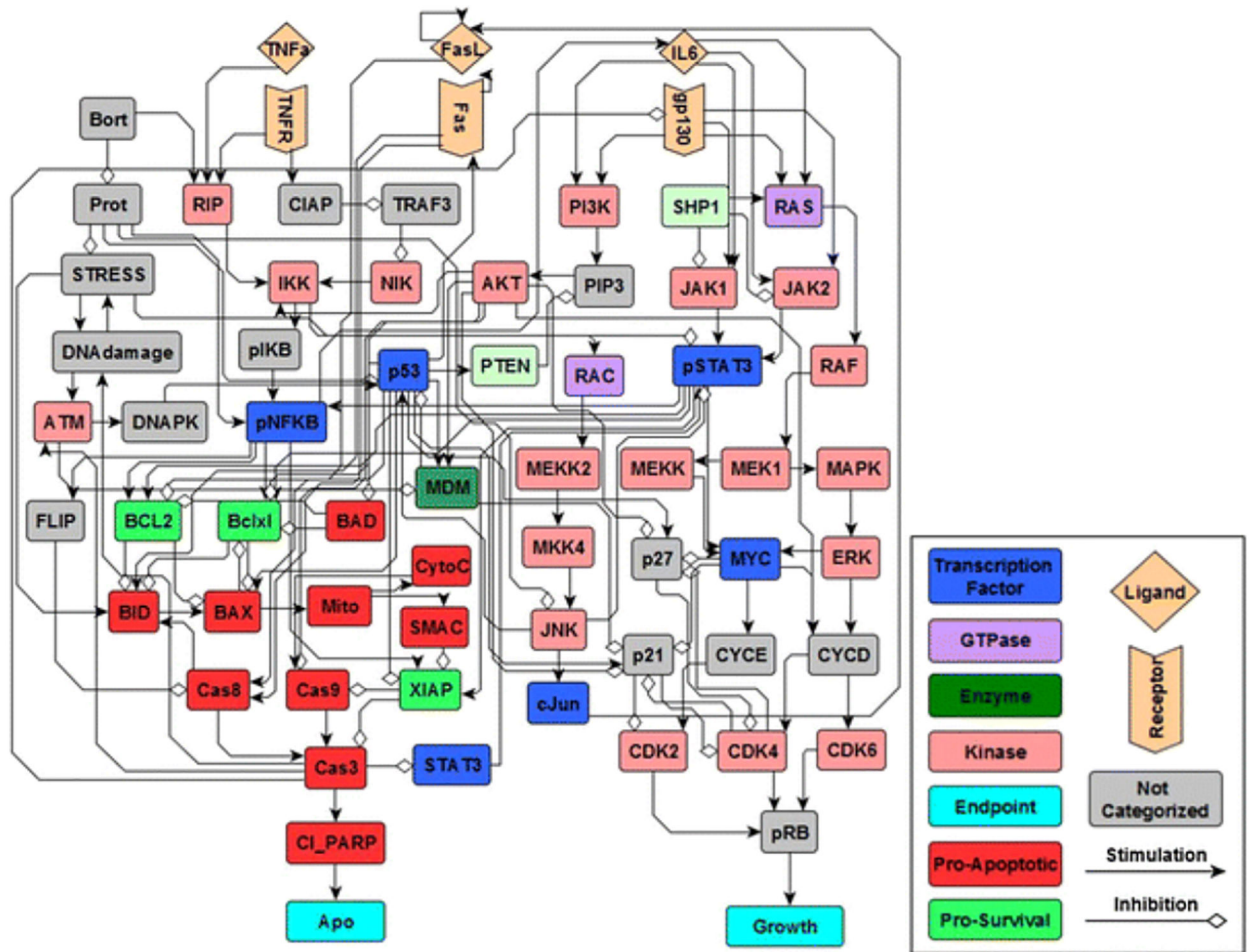 TNFa
FasL
IL6
Bort
TNFR
Fas
gp130
Prot
RIP
CIAP
TRAF3
PI3K
SHP1
RAS
STRESS
IKK
NIK
AKT
PIP3
JAK1
JAK2
DNAdamage
pIKB
p53
PTEN
RAC
pSTAT3
RAF
ATM
DNAPK
pNFKB
MDM
MEKK2
MEKK
MEK1
MAPK
FLIP
BCL2
Bclxl
BAD
MKK4
p27
MYC
ERK
CytoC
BID
BAX
Mito
SMAC
JNK
p21
CYCE
CYCD
Cas8
Cas9
XIAP
cJun
CDK2
CDK4
CDK6
Cas3
STAT3
pRB
Cl_PARP
Apo
Growth
Transcription
Factor
Ligand
GTPase
Enzyme
Receptor
Kinase
Endpoint
Not
Categorized
Pro-Apoptotic
Stimulation
Pro-Survival
Inhibition